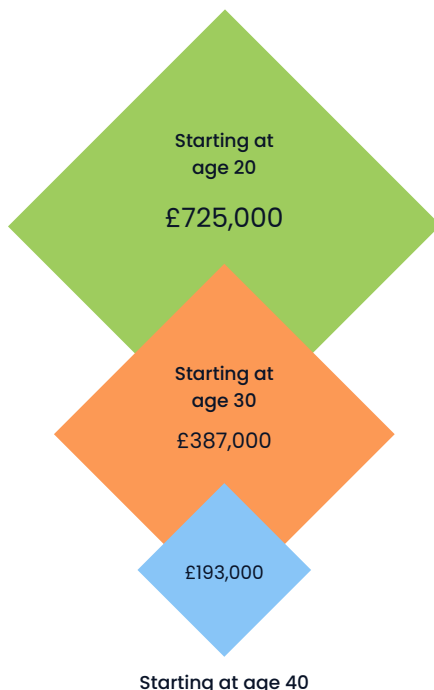 Starting at
age 20
£725,000
Starting at
age 30
£387,000
£193,000
Starting at age 40